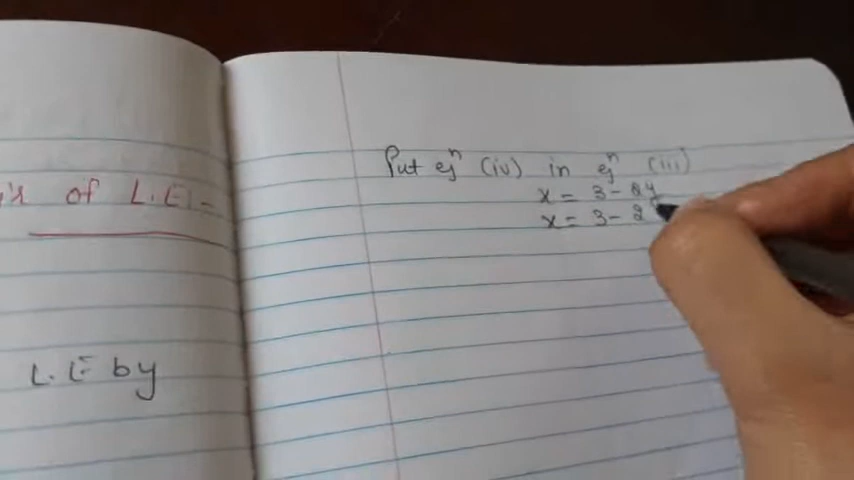 of L.E:-
L.E by
Put eqⁿ (iv) in eqⁿ (iii)
x = 3 - 2y
x = 3 - 2